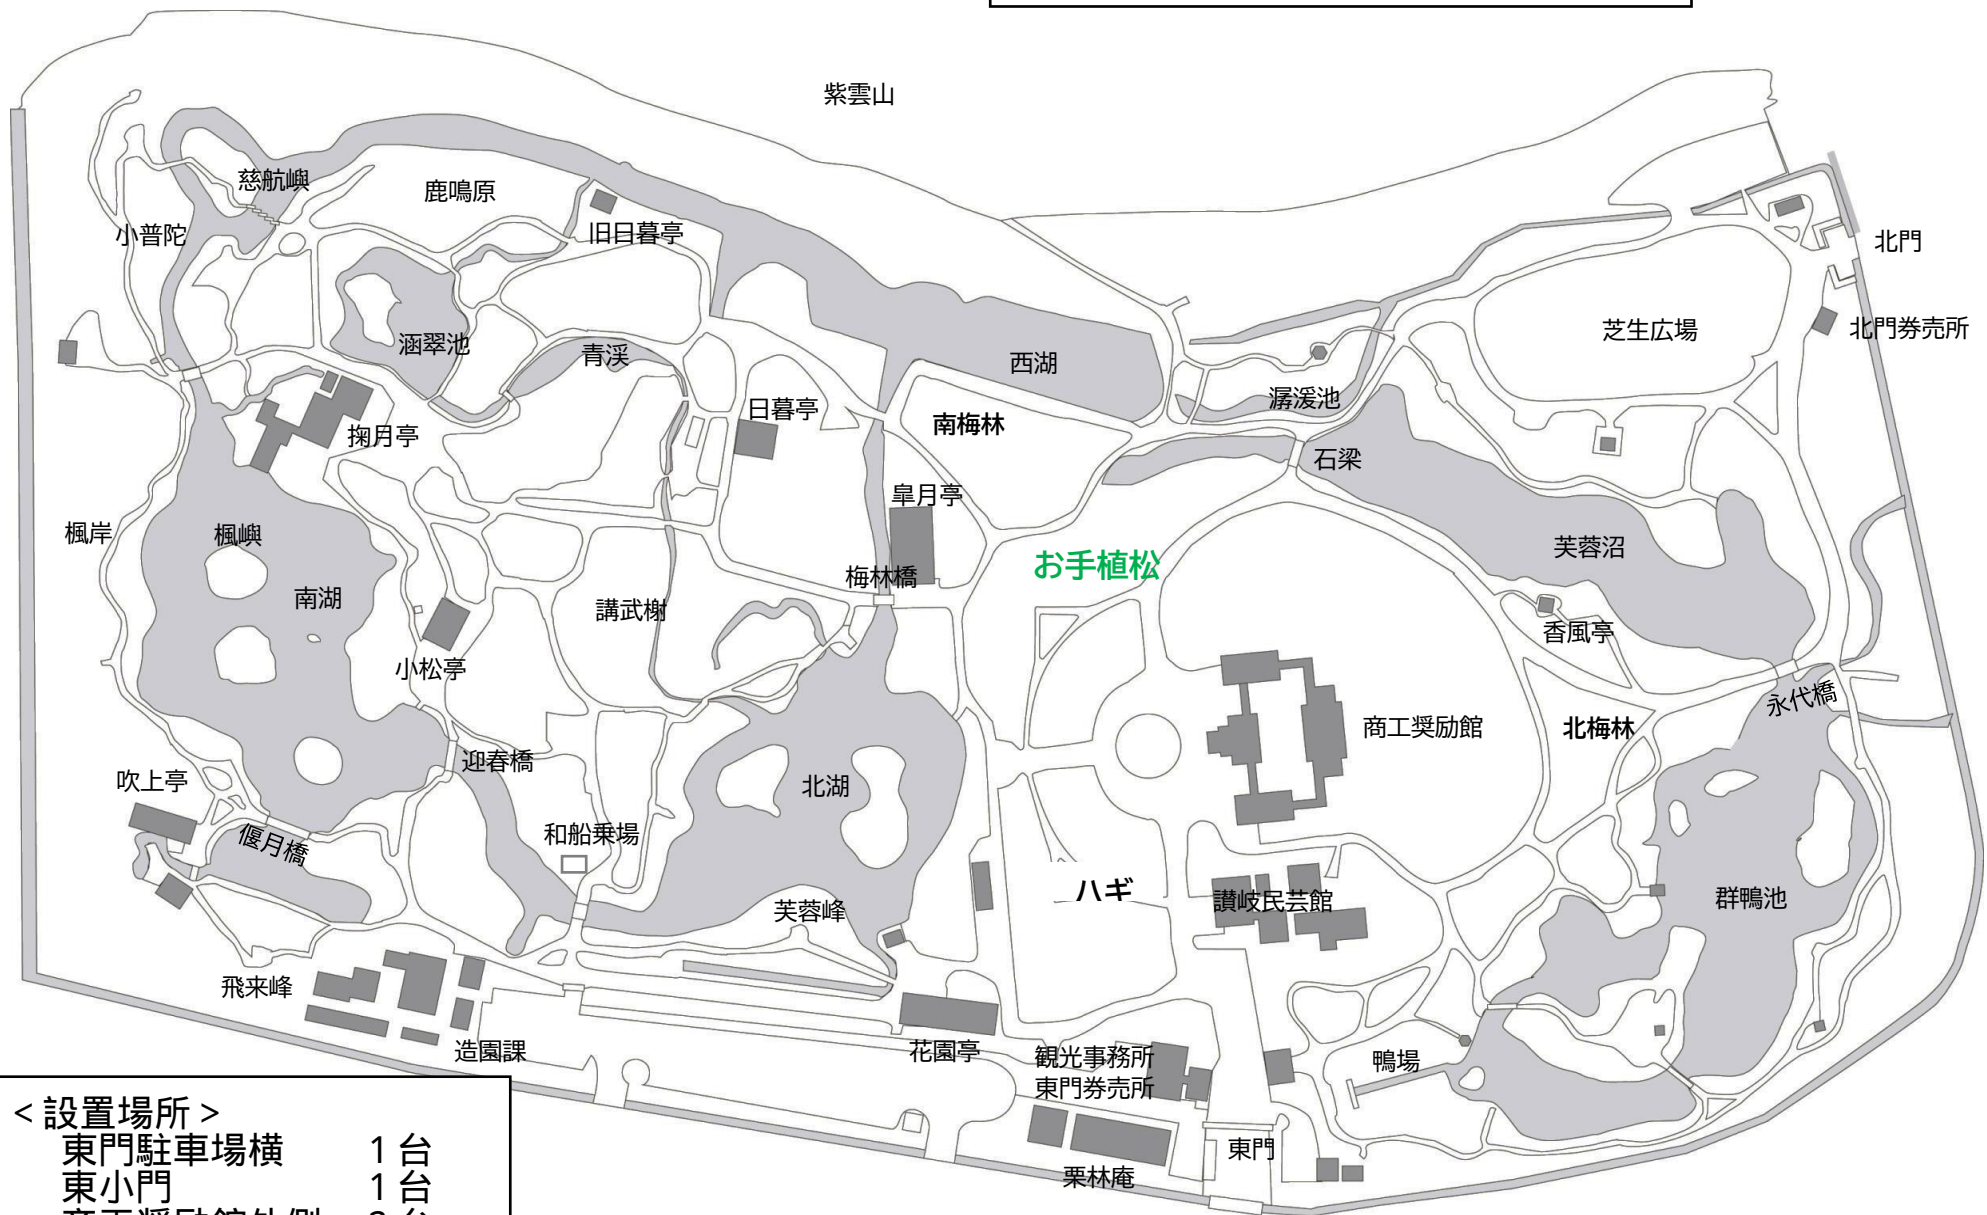 紫雲山
慈航嶼
鹿鳴原
小普陀
旧日暮亭
北門
涵翠池
青渓
西湖
芝生広場
北門券売所
日暮亭
南梅林
潺湲池
掬月亭
石梁
皐月亭
楓岸
楓嶼
お手植松
芙蓉沼
梅林橋
南湖
講武榭
香風亭
小松亭
永代橋
商工奨励館
北梅林
迎春橋
吹上亭
北湖
和船乗場
偃月橋
ハギ
讃岐民芸館
群鴨池
芙蓉峰
飛来峰
造園課
花園亭
観光事務所
東門券売所
鴨場
東門
栗林庵
<設置場所>
東門駐車場横 1台
東小門 1台